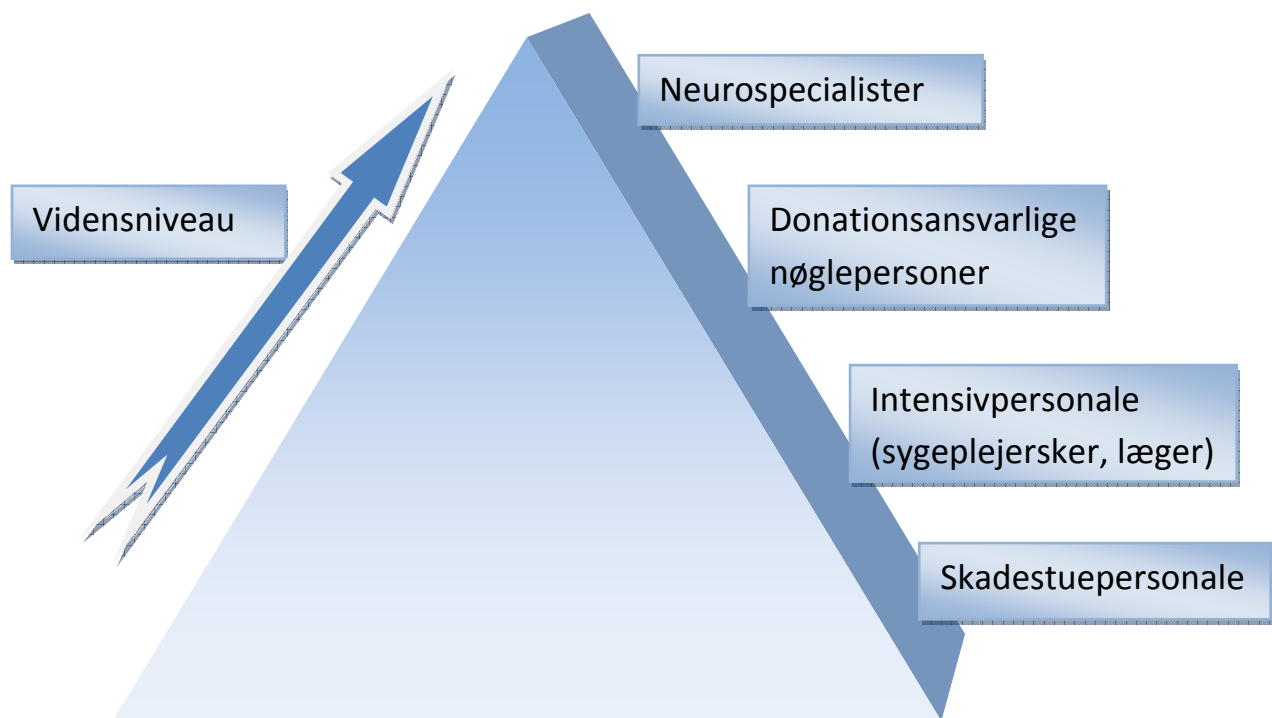 Neurospecialister
Vidensniveau
Donationsansvarlige
nøglepersoner
Intensivpersonale
(sygeplejersker, læger)
Skadestuepersonale